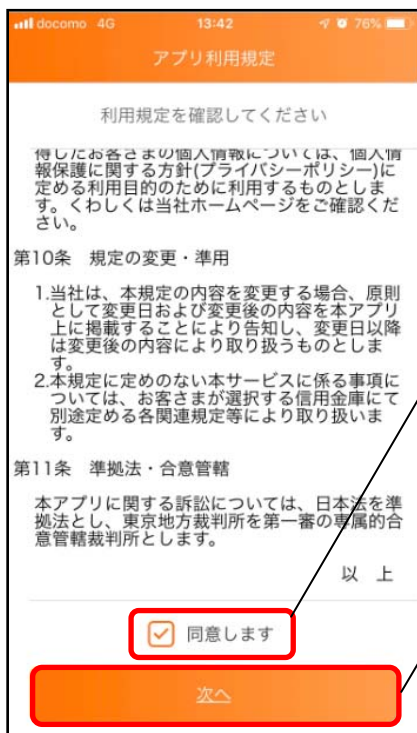 docomo 4G 13:42 76%
アプリ利用規定
利用規定を確認してください
得したお客さまの個人情報については、個人情
報保護に関する方針(プライバシーポリシー)に
定める利用目的のために利用するものとしま
す。くわしくは当社ホームページをご確認くだ
さい。
第10条 規定の変更・準用
1.当社は、本規定の内容を変更する場合、原則
として変更日および変更後の内容を本アプリ
上に掲載することにより告知し、変更日以降
は変更後の内容により取り扱うものとしま
す。
2.本規定に定めのない本サービスに係る事項に
ついては、お客さまが選択する信用金庫にて
別途定める各関連規定等により取り扱いま
す。
第11条 準拠法・合意管轄
本アプリに関する訴訟については、日本法を準
拠法とし、東京地方裁判所を第一審の専属的合
意管轄裁判所とします。
以 上
同意します
次へ